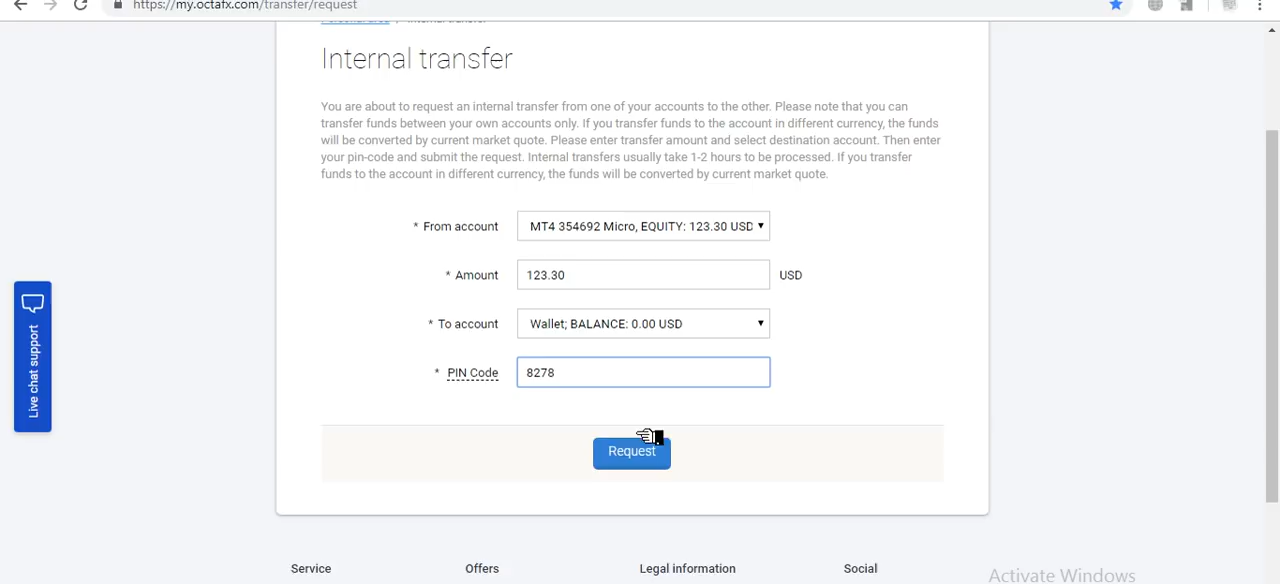 https://my.octafx.com/transfer/request
Internal transfer
You are about to request an internal transfer from one of your accounts to the other. Please note that you can
transfer funds between your own accounts only. If you transfer funds to the account in different currency, the funds
will be converted by current market quote. Please enter transfer amount and select destination account. Then enter
your pin-code and submit the request. Internal transfers usually take 1-2 hours to be processed. If you transfer
funds to the account in different currency, the funds will be converted by current market quote.
* From account MT4 354692 Micro, EQUITY: 123.30 USD
* Amount 123.30 USD
* To account Wallet; BALANCE: 0.00 USD
* PIN Code 8278
Live chat support
Request
Service Offers Legal information Social
Activate Windows